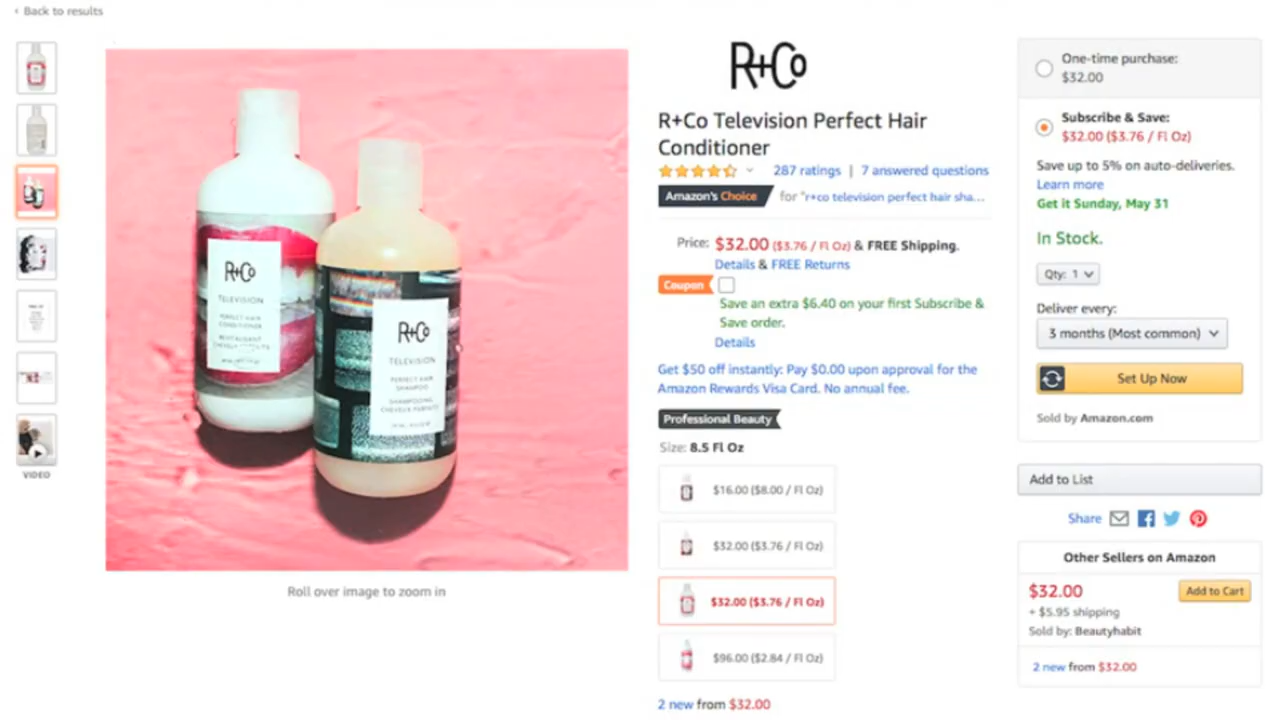 ‹ Back to results
VIDEO
R+Co
TELEVISION
PERFECT HAIR
CONDITIONER
REVITALISANT
R+Co
TELEVISION
PERFECT HAIR
SHAMPOO
SHAMPOOING
CHEVEUX PARFAITS
Roll over image to zoom in
R+Co
R+Co Television Perfect Hair
Conditioner
287 ratings | 7 answered questions
Amazon's Choice for "r+co television perfect hair sha...
Price: $32.00 ($3.76 / Fl Oz) & FREE Shipping.
Details & FREE Returns
Coupon
Save an extra $6.40 on your first Subscribe &
Save order.
Details
Get $50 off instantly: Pay $0.00 upon approval for the
Amazon Rewards Visa Card. No annual fee.
Professional Beauty
Size: 8.5 Fl Oz
$16.00 ($8.00 / Fl Oz)
$32.00 ($3.76 / Fl Oz)
$32.00 ($3.76 / Fl Oz)
$96.00 ($2.84 / Fl Oz)
2 new from $32.00
One-time purchase:
$32.00
Subscribe & Save:
$32.00 ($3.76 / Fl Oz)
Save up to 5% on auto-deliveries.
Learn more
Get it Sunday, May 31
In Stock.
Qty: 1
Deliver every:
3 months (Most common)
Set Up Now
Sold by Amazon.com
Add to List
Share
Other Sellers on Amazon
$32.00
Add to Cart
+ $5.95 shipping
Sold by: Beautyhabit
2 new from $32.00